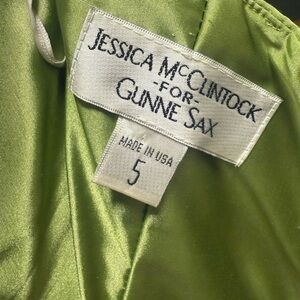 JESSICA McCLINTOCK
-FOR-
GUNNE SAX
MADE IN USA
5